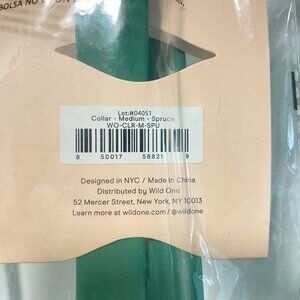 BOLSA NO
Lot:#04051
Collar - Medium - Spruce
WO-CLR-M-SPU
8 50017 58821 9
Designed in NYC / Made in China
Distributed by Wild One
52 Mercer Street, New York, NY 10013
Learn more at wildone.com / @wildone